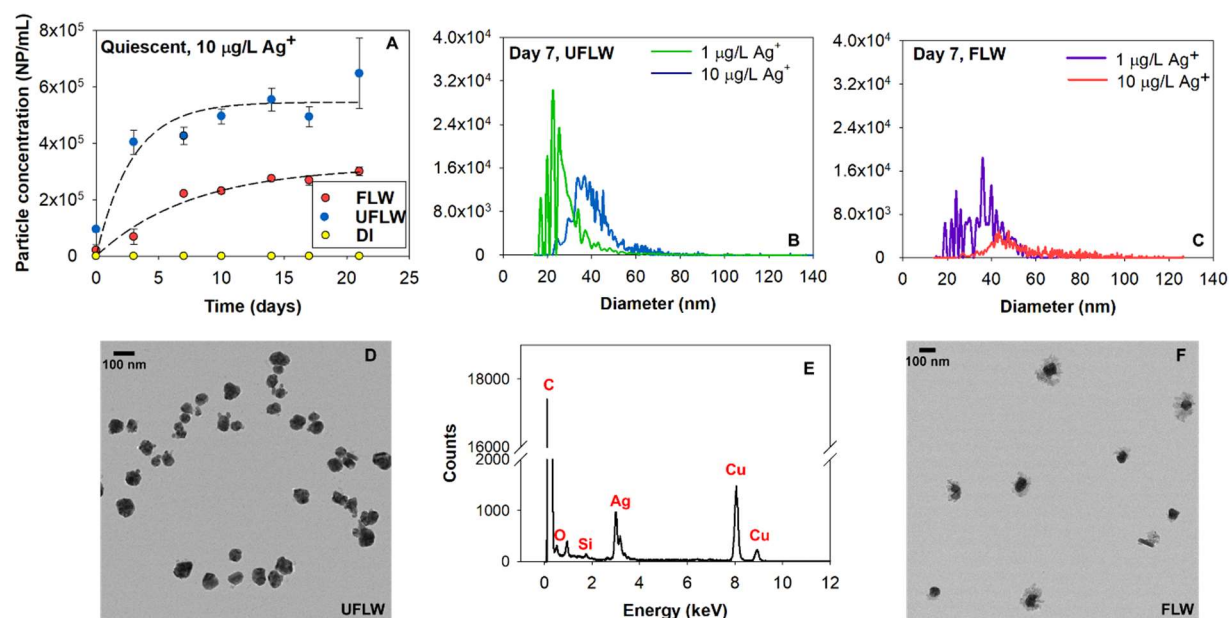 Quiescent, 10 µg/L Ag⁺
A
8x10⁵
6x10⁵
4x10⁵
2x10⁵
0
Particle concentration (NP/mL)
FLW
UFLW
DI
0 5 10 15 20 25
Time (days)
Day 7, UFLW
1 µg/L Ag⁺
10 µg/L Ag⁺
4.0x10⁴
3.2x10⁴
2.4x10⁴
1.6x10⁴
8.0x10³
0
B
0 20 40 60 80 100 120 140
Diameter (nm)
Day 7, FLW
1 µg/L Ag⁺
10 µg/L Ag⁺
4.0x10⁴
3.2x10⁴
2.4x10⁴
1.6x10⁴
8.0x10³
0
C
0 20 40 60 80 100 120 140
Diameter (nm)
100 nm
D
UFLW
E
18000
16000
2000
1000
0
Counts
C
O
Si
Ag
Cu
Cu
0 2 4 6 8 10 12
Energy (keV)
100 nm
F
FLW